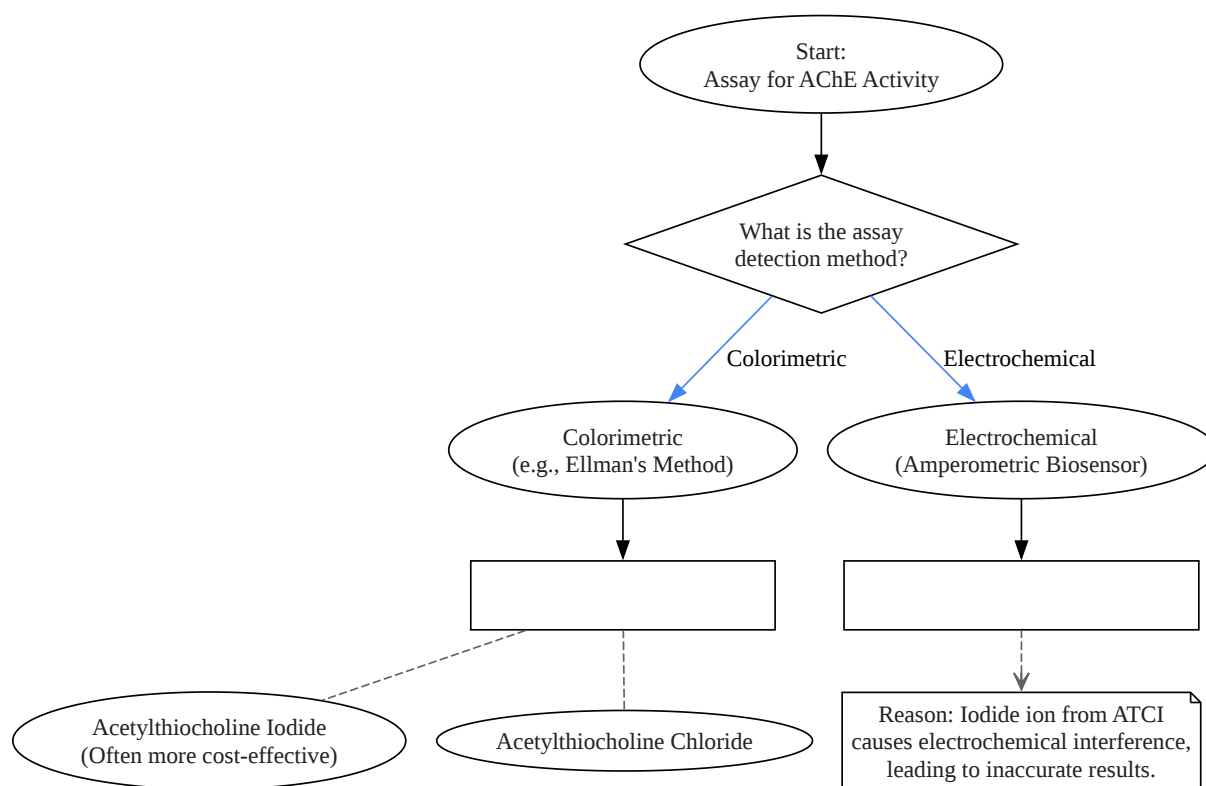 Start:
Assay for AChE Activity
What is the assay
detection method?
Colorimetric
Electrochemical
Colorimetric
(e.g., Ellman's Method)
Electrochemical
(Amperometric Biosensor)
Acetylthiocholine Iodide
(Often more cost-effective)
Acetylthiocholine Chloride
Reason: Iodide ion from ATCI
causes electrochemical interference,
leading to inaccurate results.